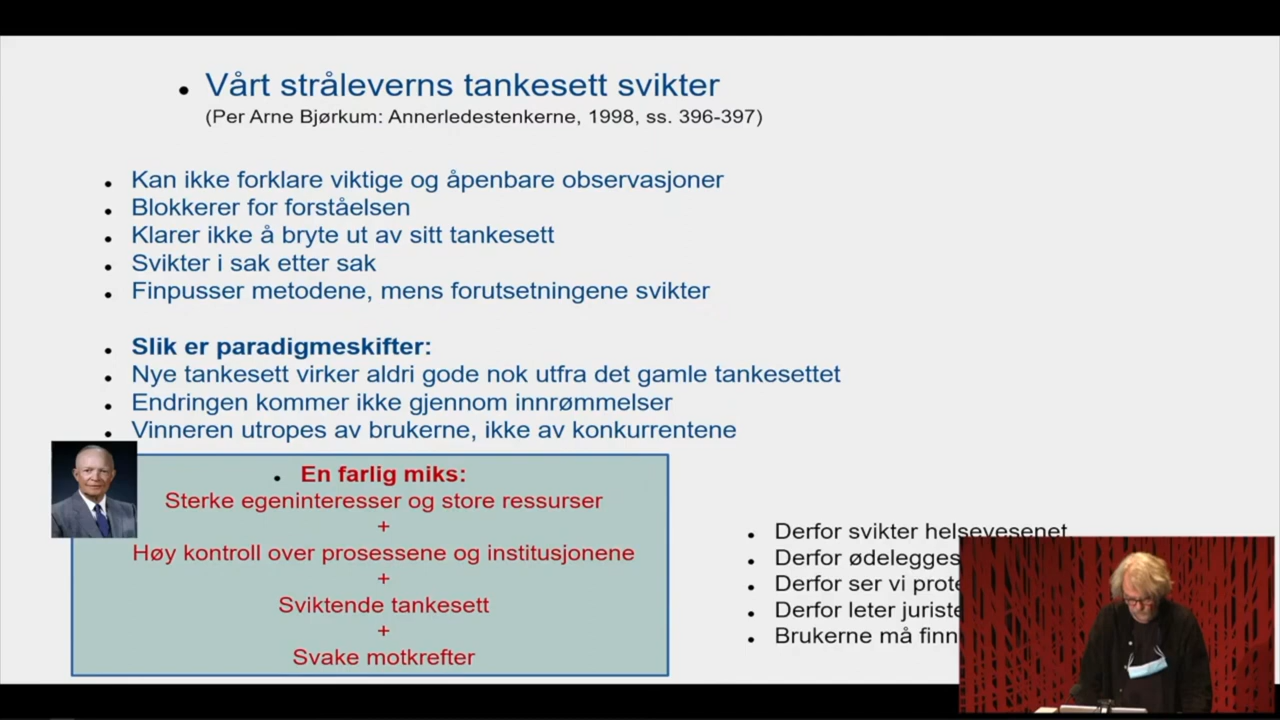 Vårt stråleverns tankesett svikter
(Per Arne Bjørkum: Annerledestenkerne, 1998, ss. 396-397)
Kan ikke forklare viktige og åpenbare observasjoner
Blokkerer for forståelsen
Klarer ikke å bryte ut av sitt tankesett
Svikter i sak etter sak
Finpusser metodene, mens forutsetningene svikter
Slik er paradigmeskifter:
Nye tankesett virker aldri gode nok utfra det gamle tankesettet
Endringen kommer ikke gjennom innrømmelser
Vinneren utropes av brukerne, ikke av konkurrentene
En farlig miks:
Sterke egeninteresser og store ressurser
+
Høy kontroll over prosessene og institusjonene
+
Sviktende tankesett
+
Svake motkrefter
Derfor svikter helsevesenet
Derfor ødelegges
Derfor ser vi
Derfor leter
Brukerne må